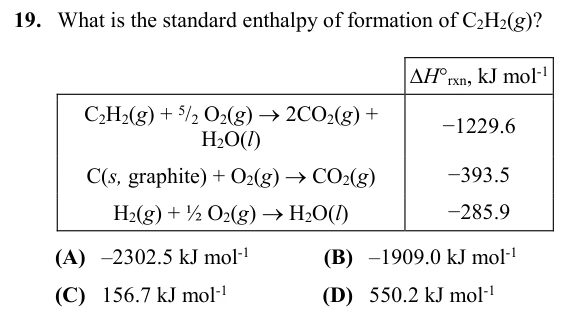 19. What is the standard enthalpy of formation of C₂H₂(g)?
ΔH°rxn, kJ mol⁻¹
C₂H₂(g) + ⁵/₂ O₂(g) → 2CO₂(g) +
H₂O(l)
−1229.6
C(s, graphite) + O₂(g) → CO₂(g) −393.5
H₂(g) + ½ O₂(g) → H₂O(l) −285.9
(A) –2302.5 kJ mol⁻¹ (B) –1909.0 kJ mol⁻¹
(C) 156.7 kJ mol⁻¹ (D) 550.2 kJ mol⁻¹